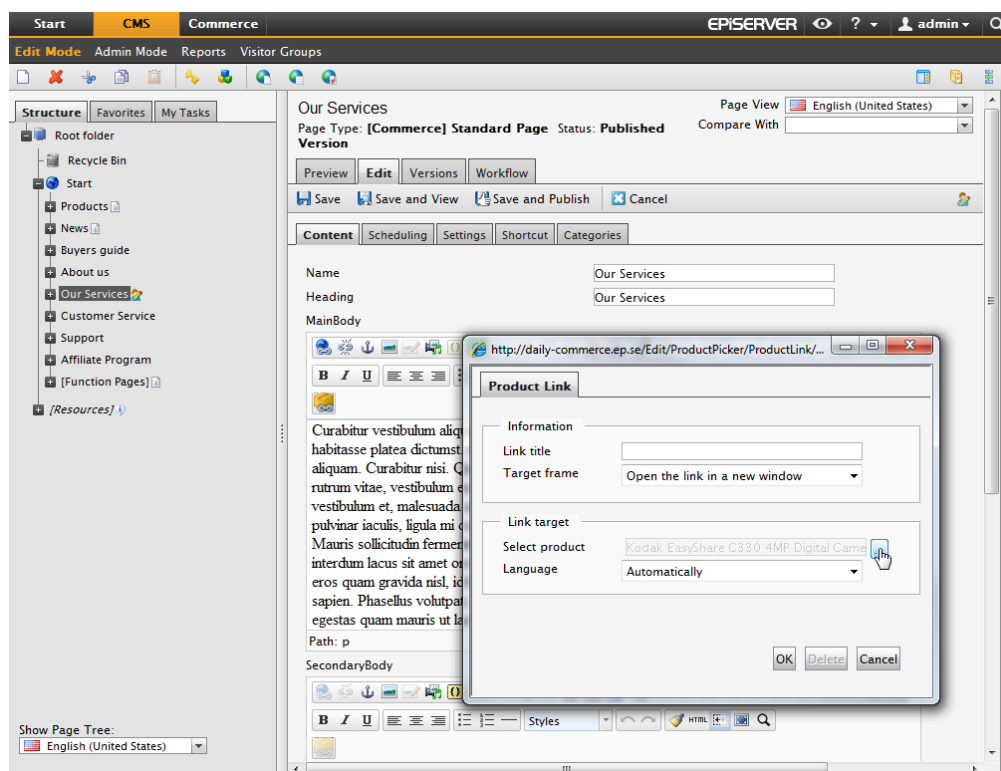 Start CMS Commerce EPiSERVER ? admin
Edit Mode Admin Mode Reports Visitor Groups
Structure Favorites My Tasks
Root folder
Recycle Bin
Start
Products
News
Buyers guide
About us
Our Services
Customer Service
Support
Affiliate Program
[Function Pages]
[Resources]
Show Page Tree:
English (United States)
Our Services
Page Type: [Commerce] Standard Page Status: Published
Version
Page View English (United States)
Compare With
Preview Edit Versions Workflow
Save Save and View Save and Publish Cancel
Content Scheduling Settings Shortcut Categories
Name Our Services
Heading Our Services
MainBody
B I U
Curabitur vestibulum
habitasse platea dictumst
aliquam. Curabitur nisi.
rutrum vitae, vestibulum
vestibulum et, malesuada
pulvinar iaculis, ligula mi
Mauris sollicitudin
interdum lacus sit amet
eros quam gravida nisl,
sapien. Phasellus
egestas quam mauris ut
Path: p
SecondaryBody
B I U Styles HTML
http://daily-commerce.ep.se/Edit/ProductPicker/ProductLink/...
Product Link
Information
Link title
Target frame Open the link in a new window
Link target
Select product Kodak EasyShare C330 4MP Digital Came
Language Automatically
OK Delete Cancel